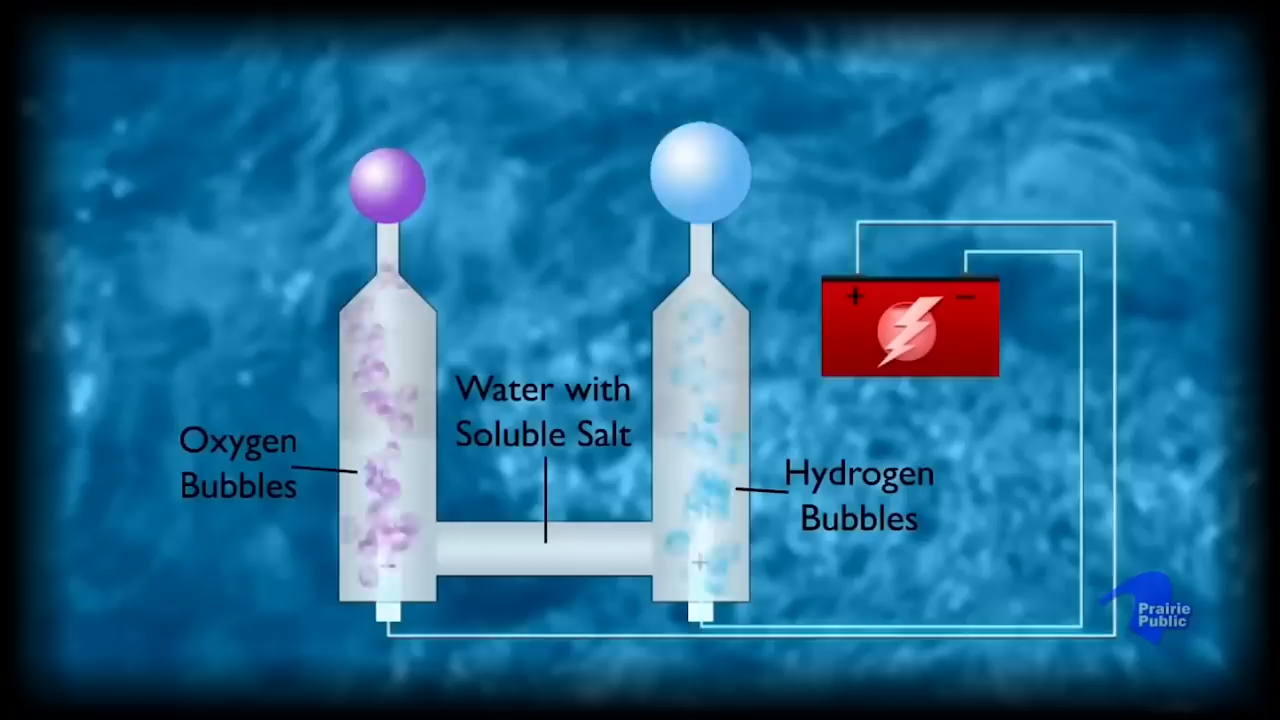 + −
Water with
Soluble Salt
Oxygen
Bubbles
Hydrogen
Bubbles
− +
Prairie
Public